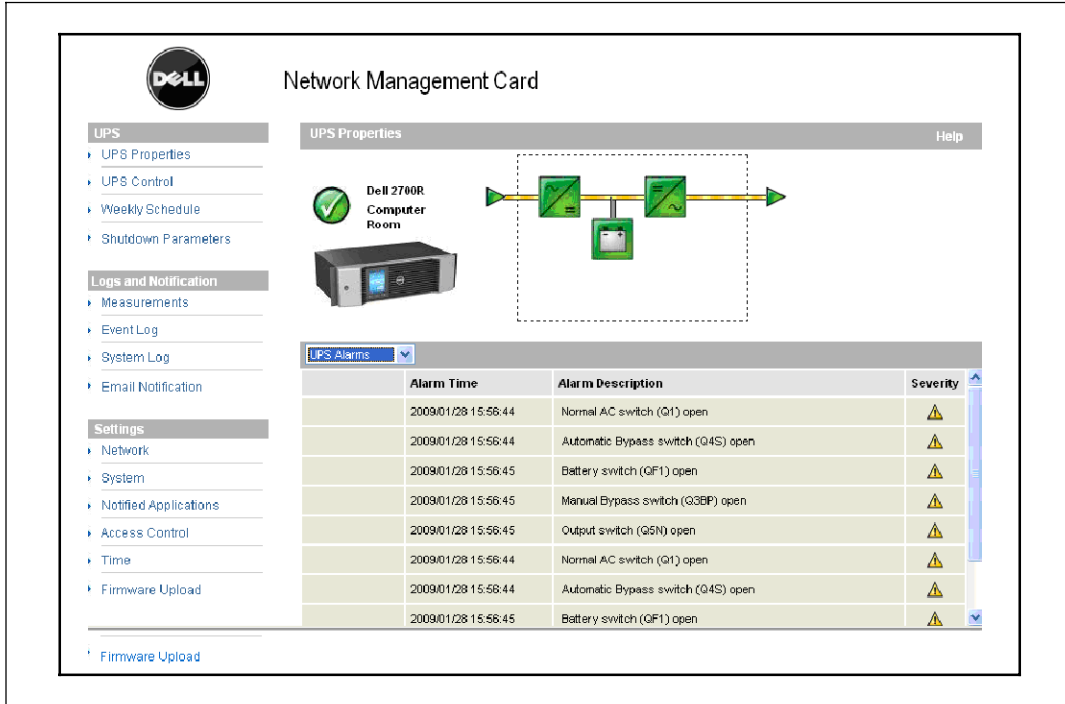 DELL
Network Management Card
UPS
UPS Properties
UPS Control
Weekly Schedule
Shutdown Parameters
Logs and Notification
Measurements
Event Log
System Log
Email Notification
Settings
Network
System
Notified Applications
Access Control
Time
Firmware Upload
Firmware Upload
UPS Properties Help
Dell 2700R
Computer
Room
UPS Alarms
Alarm Time Alarm Description Severity
2009/01/28 15:56:44 Normal AC switch (Q1) open
2009/01/28 15:56:44 Automatic Bypass switch (Q4S) open
2009/01/28 15:56:45 Battery switch (QF1) open
2009/01/28 15:56:45 Manual Bypass switch (Q3BP) open
2009/01/28 15:56:45 Output switch (Q5N) open
2009/01/28 15:56:44 Normal AC switch (Q1) open
2009/01/28 15:56:44 Automatic Bypass switch (Q4S) open
2009/01/28 15:56:45 Battery switch (QF1) open